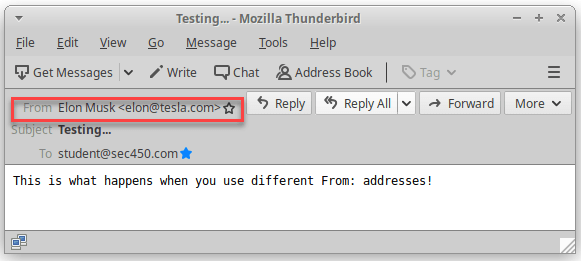 Testing... - Mozilla Thunderbird
File Edit View Go Message Tools Help
Get Messages Write Chat Address Book Tag
From Elon Musk <elon@tesla.com> Reply Reply All Forward More
Subject Testing...
To student@sec450.com
This is what happens when you use different From: addresses!